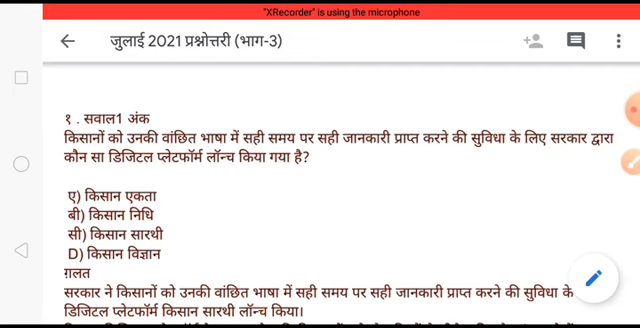 "XRecorder" is using the microphone
जुलाई 2021 प्रश्नोत्तरी (भाग-3)
१ . सवाल1 अंक
किसानों को उनकी वांछित भाषा में सही समय पर सही जानकारी प्राप्त करने की सुविधा के लिए सरकार द्वारा
कौन सा डिजिटल प्लेटफॉर्म लॉन्च किया गया है?
ए) किसान एकता
बी) किसान निधि
सी) किसान सारथी
D) किसान विज्ञान
ग़लत
सरकार ने किसानों को उनकी वांछित भाषा में सही समय पर सही जानकारी प्राप्त करने की सुविधा के
डिजिटल प्लेटफॉर्म किसान सारथी लॉन्च किया।